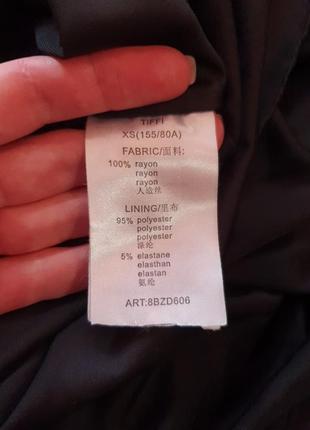 TIFFI
XS(155/80A)
FABRIC/面料:
100% rayon
rayon
rayon
人造丝
LINING/里布
95% polyester
polyester
polyester
涤纶
5% elastane
elasthan
elastan
氨纶
ART:8BZD606